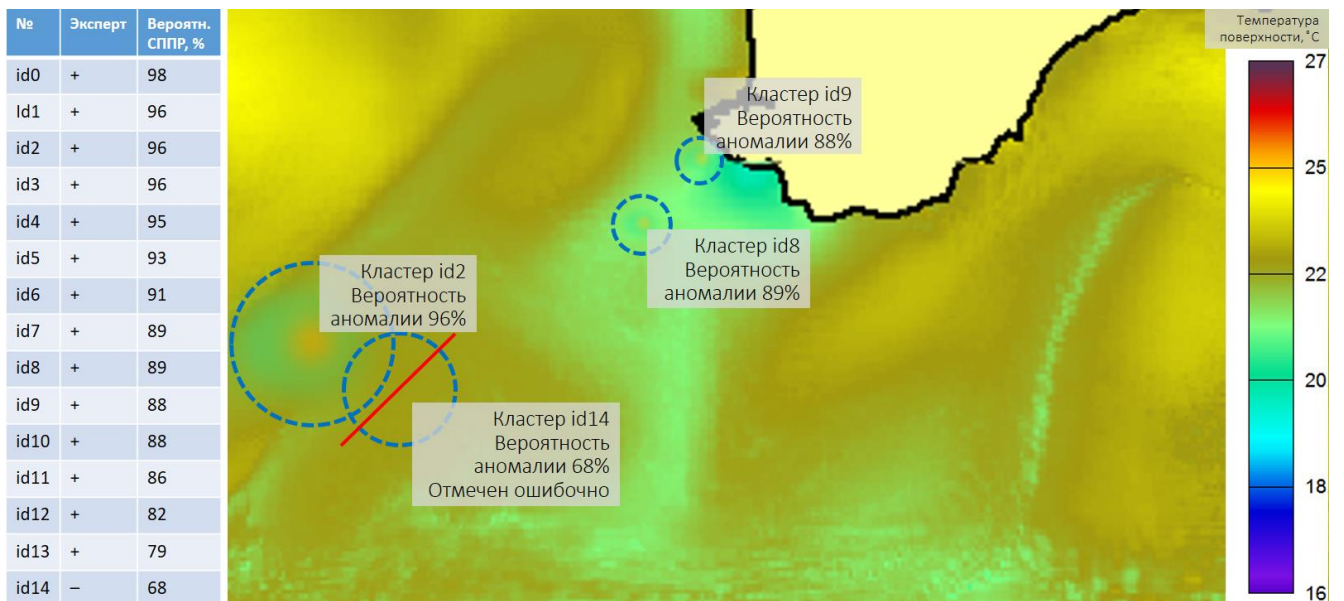 № Эксперт Вероятн. СППР, %
id0 + 98
Id1 + 96
id2 + 96
id3 + 96
id4 + 95
id5 + 93
id6 + 91
id7 + 89
id8 + 89
id9 + 88
id10 + 88
id11 + 86
id12 + 82
id13 + 79
id14 – 68
Кластер id9
Вероятность
аномалии 88%
Кластер id8
Вероятность
аномалии 89%
Кластер id2
Вероятность
аномалии 96%
Кластер id14
Вероятность
аномалии 68%
Отмечен ошибочно
Температура
поверхности,˚C
27
25
22
20
18
16